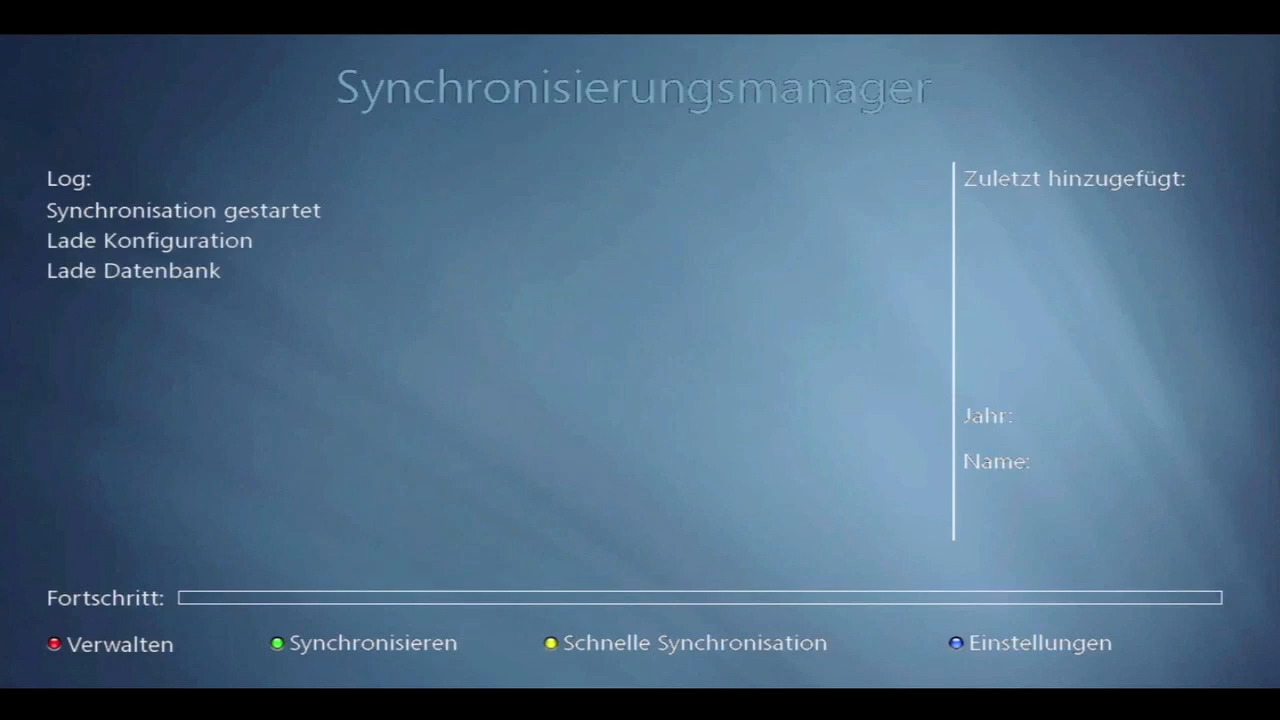 Synchronisierungsmanager
Log:
Synchronisation gestartet
Lade Konfiguration
Lade Datenbank
Zuletzt hinzugefügt:
Jahr:
Name:
Fortschritt:
Verwalten
Synchronisieren
Schnelle Synchronisation
Einstellungen